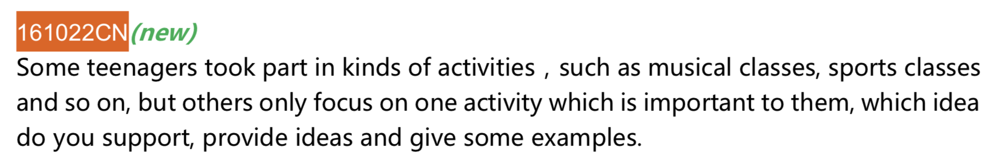 161022CN(new)
Some teenagers took part in kinds of activities , such as musical classes, sports classes
and so on, but others only focus on one activity which is important to them, which idea
do you support, provide ideas and give some examples.